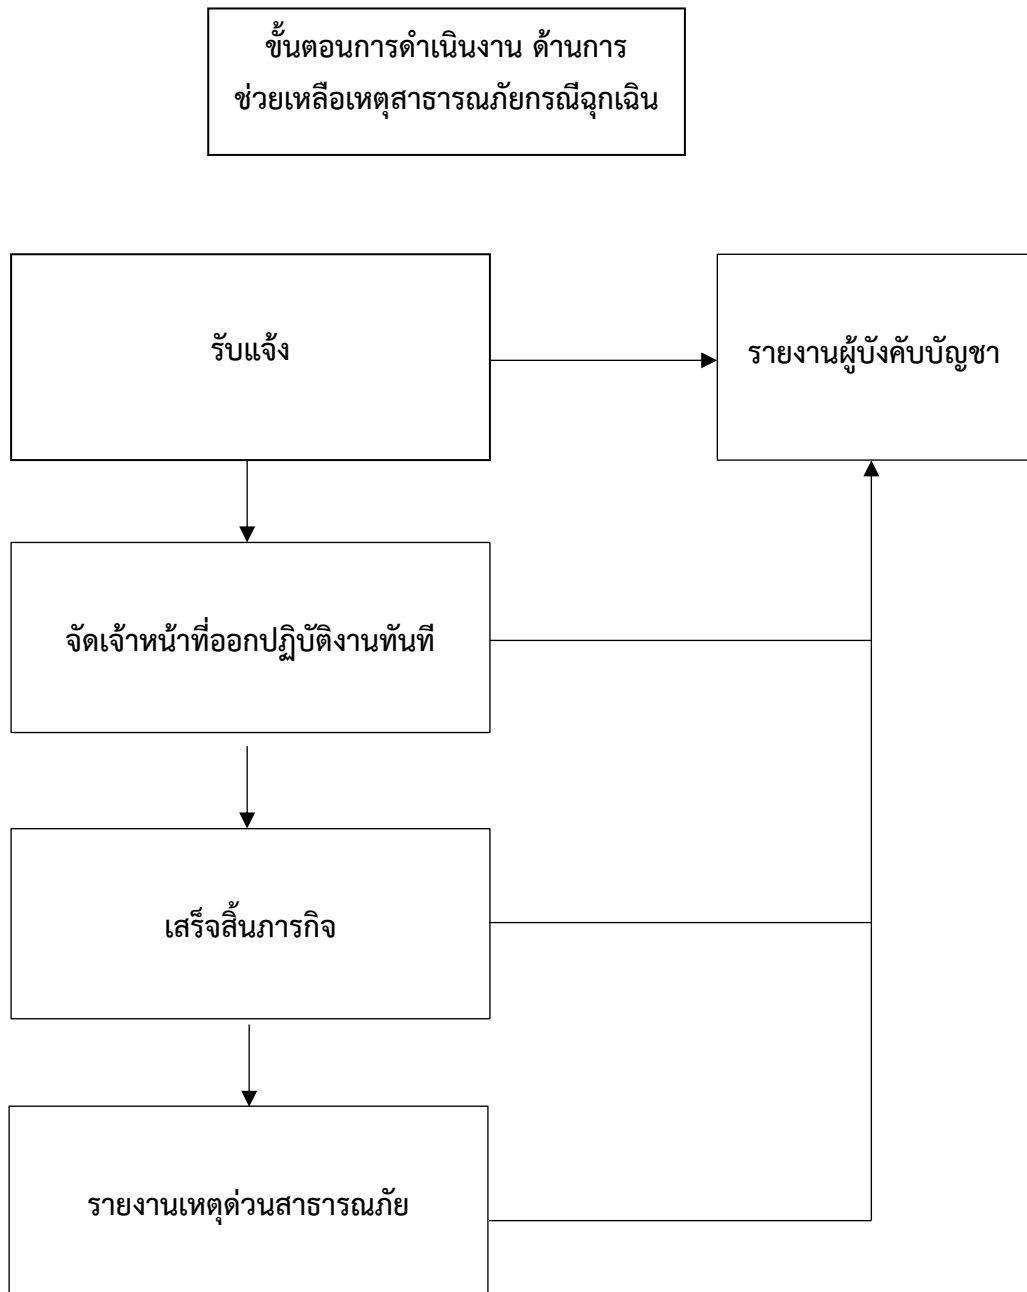 ขั้นตอนการดำเนินงาน ด้านการ
ช่วยเหลือเหตุสาธารณภัยกรณีฉุกเฉิน
รับแจ้ง
รายงานผู้บังคับบัญชา
จัดเจ้าหน้าที่ออกปฏิบัติงานทันที
เสร็จสิ้นภารกิจ
รายงานเหตุด่วนสาธารณภัย